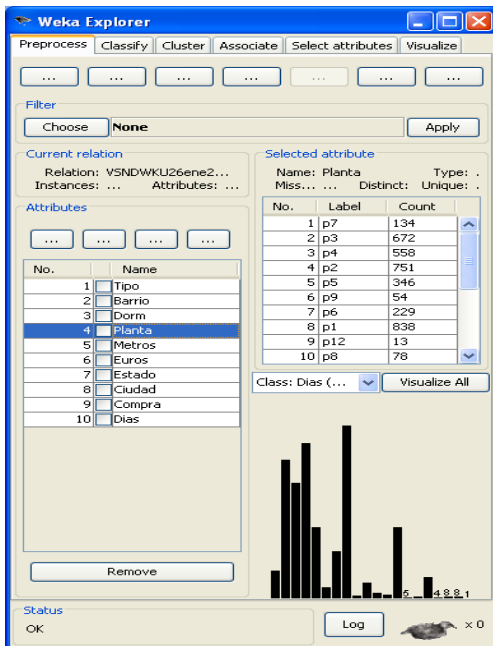 Weka Explorer
Preprocess Classify Cluster Associate Select attributes Visualize
... ... ... ... ... ... ...
Filter
Choose None Apply
Current relation
Relation: VSNDWKU26ene2...
Instances: ... Attributes: ...
Selected attribute
Name: Planta Type: .
Miss... ... Distinct: Unique: .
No. Label Count
1 p7 134
2 p3 672
3 p4 558
4 p2 751
5 p5 346
6 p9 54
7 p6 229
8 p1 838
9 p12 13
10 p8 78
Attributes
... ... ... ...
No. Name
1 Tipo
2 Barrio
3 Dorm
4 Planta
5 Metros
6 Euros
7 Estado
8 Ciudad
9 Compra
10 Dias
Remove
Class: Dias (... Visualize All
5 4 8 8 1
Status
OK
Log
x 0